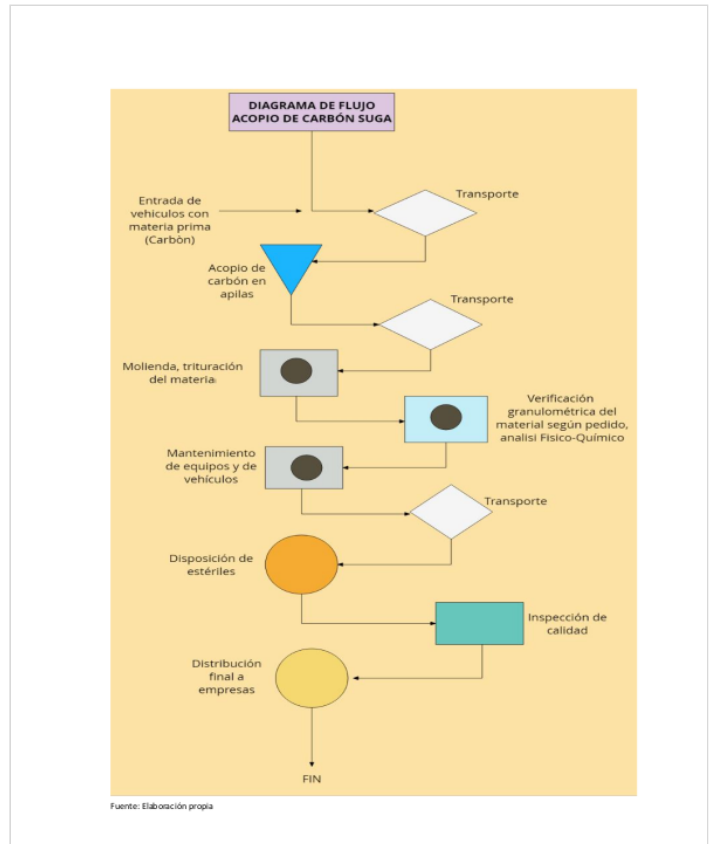 DIAGRAMA DE FLUJO
ACOPIO DE CARBÓN SUGA
Transporte
Entrada de
vehiculos con
materia prima
(Carbòn)
Acopio de
carbón en
apilas
Transporte
Molienda, trituración
del material
Verificación
granulométrica del
material según pedido,
analisi Fisico-Químico
Mantenimiento
de equipos y de
vehículos
Transporte
Disposición de
estériles
Inspección de
calidad
Distribución
final a
empresas
FIN
Fuente: Elaboración propia